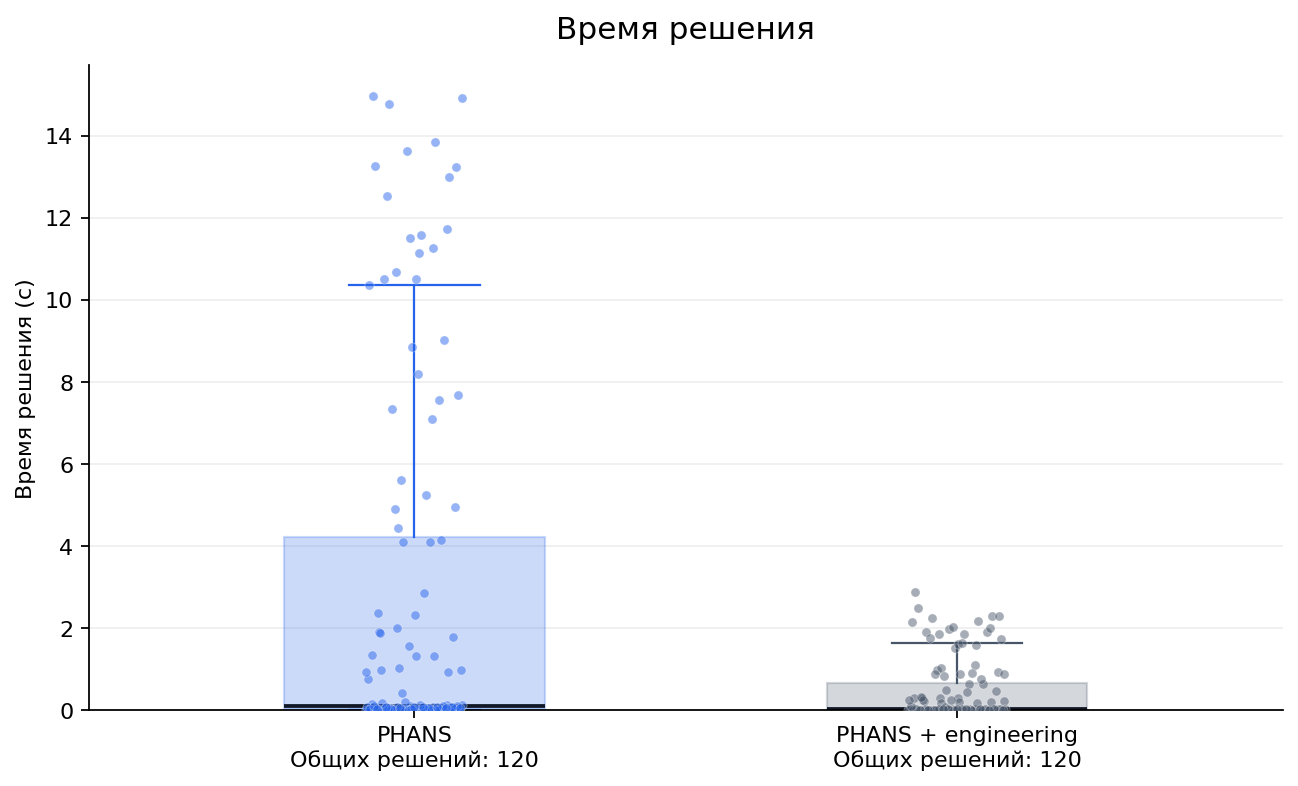 Время решения
Время решения (с)
14
12
10
8
6
4
2
0
PHANS
Общих решений: 120
PHANS + engineering
Общих решений: 120